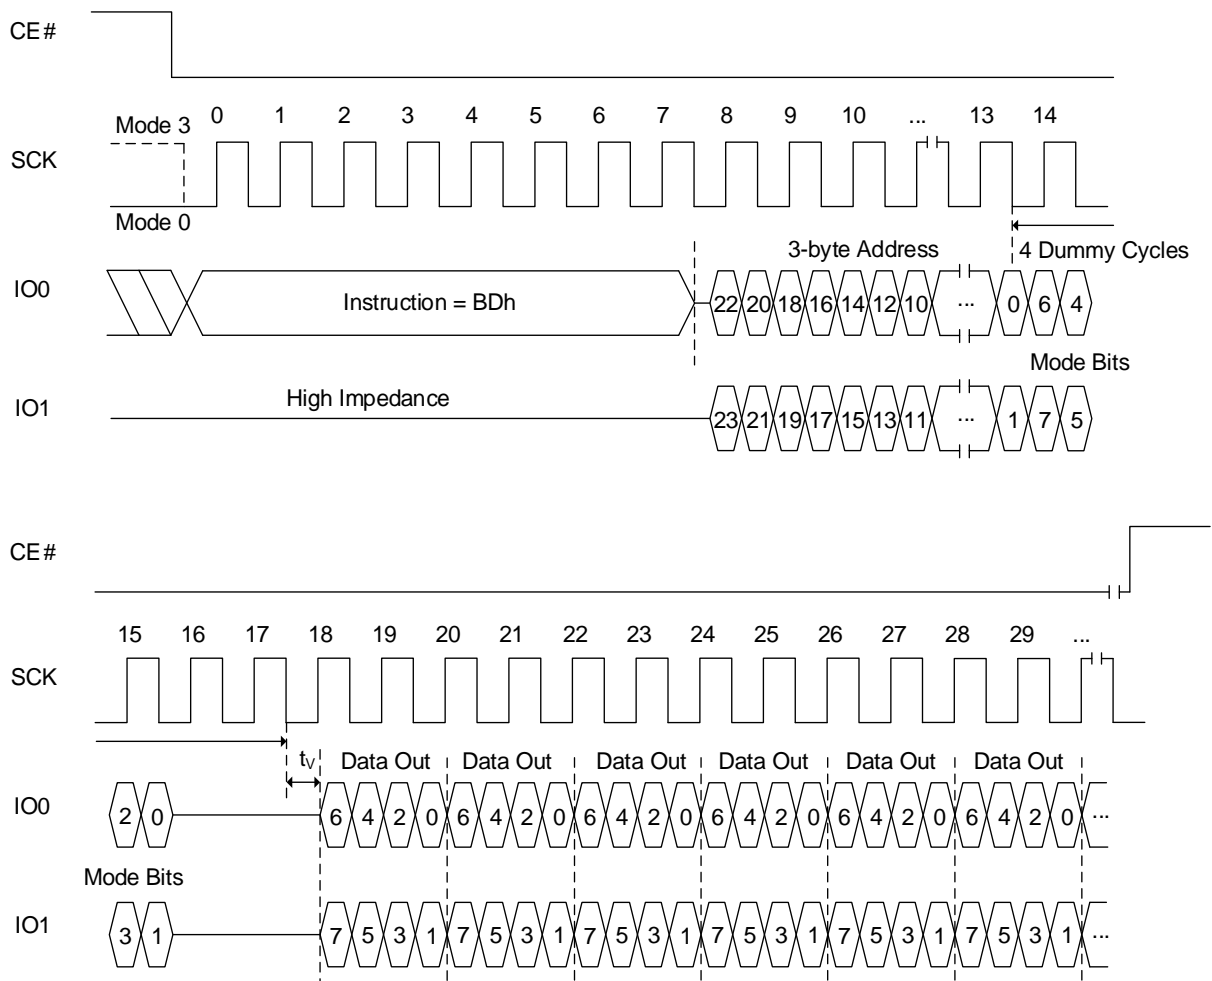 CE#
0 1 2 3 4 5 6 7 8 9 10 ... 13 14
Mode 3
SCK
Mode 0
3-byte Address 4 Dummy Cycles
IO0 Instruction = BDh 22 20 18 16 14 12 10 ... 0 6 4
Mode Bits
High Impedance
IO1 23 21 19 17 15 13 11 ... 1 7 5
CE#
15 16 17 18 19 20 21 22 23 24 25 26 27 28 29 ...
SCK
tV Data Out Data Out Data Out Data Out Data Out Data Out
IO0 2 0 6 4 2 0 6 4 2 0 6 4 2 0 6 4 2 0 6 4 2 0 6 4 2 0 ...
Mode Bits
IO1 3 1 7 5 3 1 7 5 3 1 7 5 3 1 7 5 3 1 7 5 3 1 7 5 3 1 ...